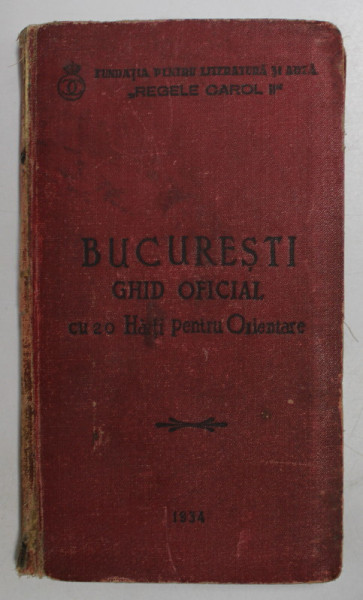 FUNDAȚIA PENTRU LITERATURĂ ȘI ARTĂ
„REGELE CAROL II"
BUCUREȘTI
GHID OFICIAL
cu 20 Hărți pentru Orientare
1934